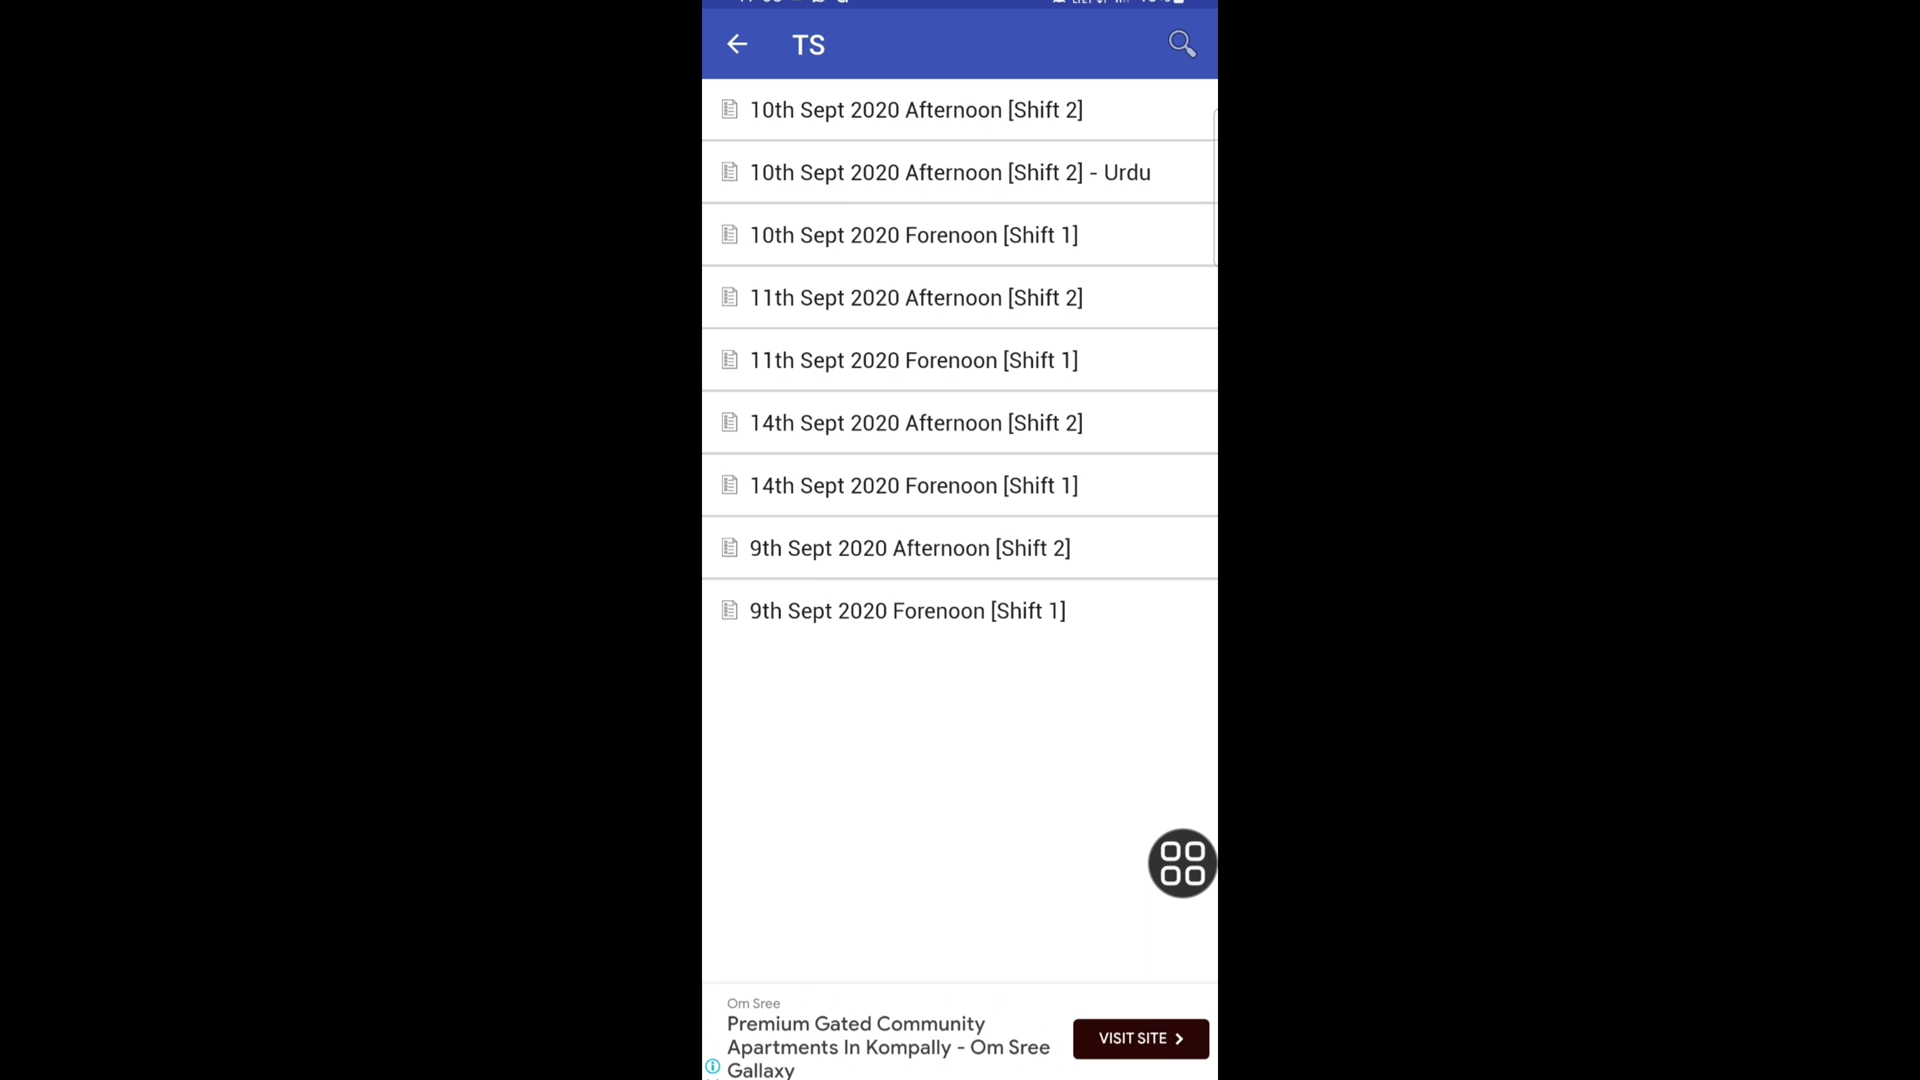 TS
10th Sept 2020 Afternoon [Shift 2]
10th Sept 2020 Afternoon [Shift 2] - Urdu
10th Sept 2020 Forenoon [Shift 1]
11th Sept 2020 Afternoon [Shift 2]
11th Sept 2020 Forenoon [Shift 1]
14th Sept 2020 Afternoon [Shift 2]
14th Sept 2020 Forenoon [Shift 1]
9th Sept 2020 Afternoon [Shift 2]
9th Sept 2020 Forenoon [Shift 1]
Om Sree
Premium Gated Community
Apartments In Kompally - Om Sree
Gallaxy
VISIT SITE